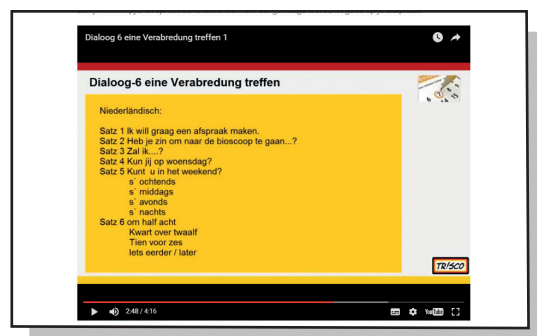 Dialoog 6 eine Verabredung treffen 1
Dialoog-6 eine Verabredung treffen
Niederländisch:
Satz 1 Ik will graag een afspraak maken.
Satz 2 Heb je zin om naar de bioscoop te gaan...?
Satz 3 Zal ik....?
Satz 4 Kun jij op woensdag?
Satz 5 Kunt u in het weekend?
s` ochtends
s` middags
s` avonds
s` nachts
Satz 6 om half acht
Kwart over twaalf
Tien voor zes
Iets eerder / later
TRISCO
2:48 / 4:16
YouTube